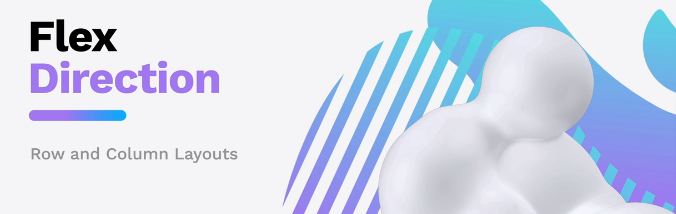 Flex
Direction
Row and Column Layouts